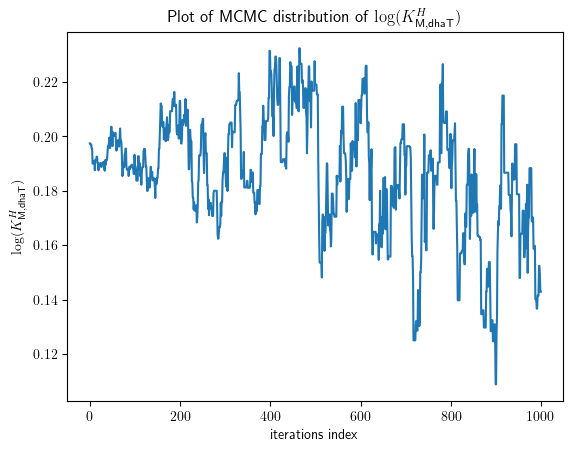 Plot of MCMC distribution of log(K^H_M,dhaT)
log(K^H_M,dhaT)
0.22
0.20
0.18
0.16
0.14
0.12
0 200 400 600 800 1000
iterations index